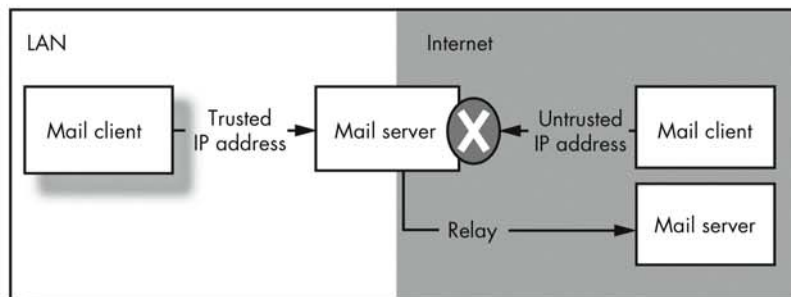 LAN
Internet
Mail client
Trusted
IP address
Mail server
X
Untrusted
IP address
Mail client
Relay
Mail server